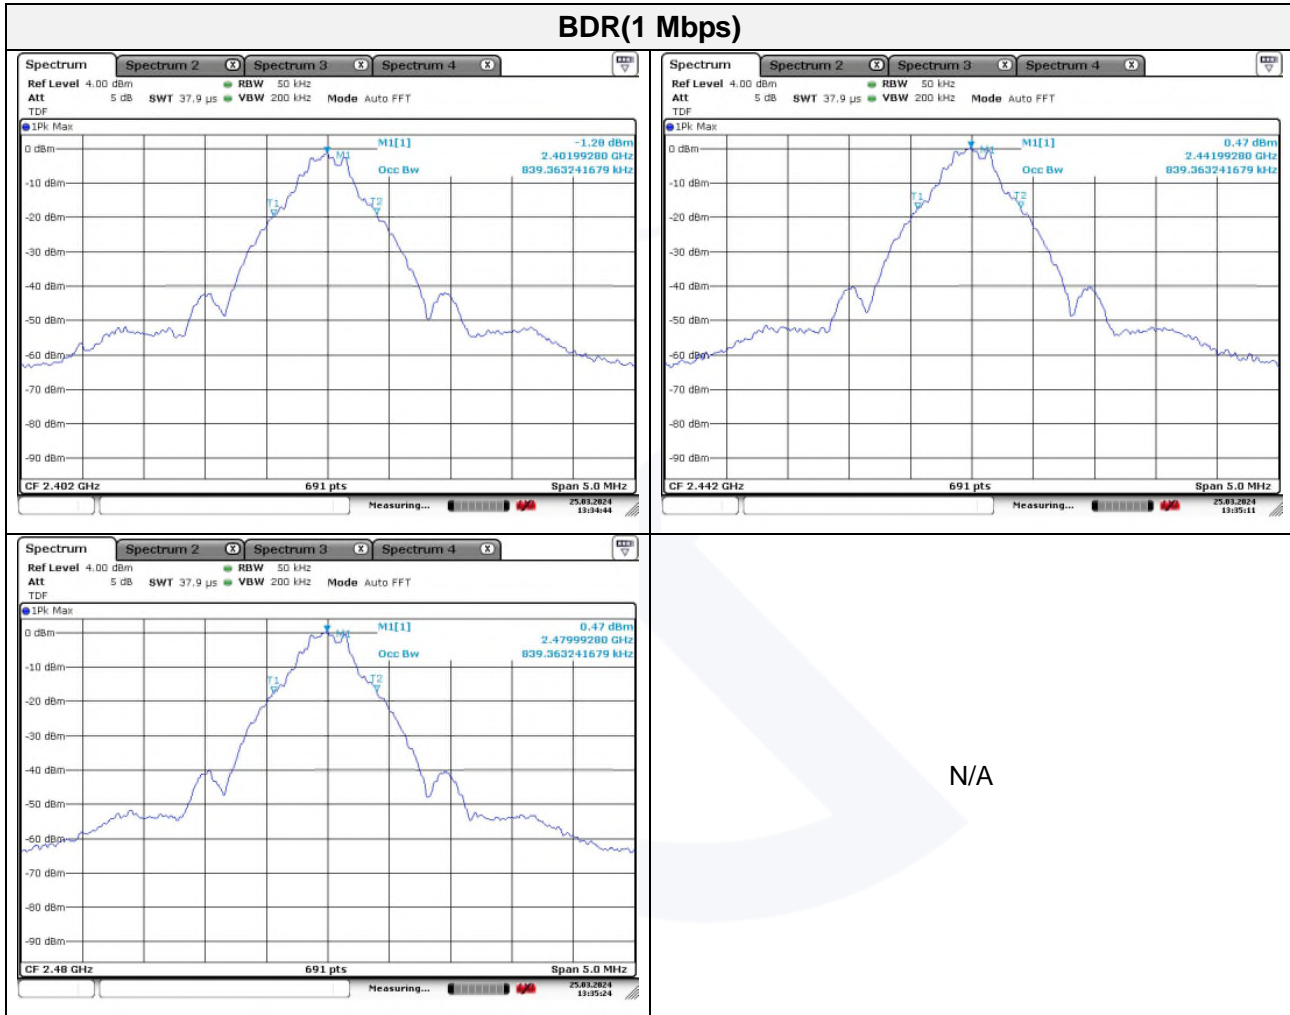 BDR(1 Mbps)
Spectrum Spectrum 2 X Spectrum 3 X Spectrum 4 X
Ref Level 4.00 dBm RBW 50 kHz
Att 5 dB SWT 37.9 µs VBW 200 kHz Mode Auto FFT
TDF
1Pk Max
M1[1] -1.28 dBm
2.40199280 GHz
Occ Bw 839.363241679 kHz
0 dBm
M1
-10 dBm
T1 T2
-20 dBm
-30 dBm
-40 dBm
-50 dBm
-60 dBm
-70 dBm
-80 dBm
-90 dBm
CF 2.402 GHz 691 pts Span 5.0 MHz
Measuring... 25.03.2024
13:34:44
Spectrum Spectrum 2 X Spectrum 3 X Spectrum 4 X
Ref Level 4.00 dBm RBW 50 kHz
Att 5 dB SWT 37.9 µs VBW 200 kHz Mode Auto FFT
TDF
1Pk Max
M1[1] 0.47 dBm
2.44199280 GHz
Occ Bw 839.363241679 kHz
0 dBm
M1
-10 dBm
T1 T2
-20 dBm
-30 dBm
-40 dBm
-50 dBm
-60 dBm
-70 dBm
-80 dBm
-90 dBm
CF 2.442 GHz 691 pts Span 5.0 MHz
Measuring... 25.03.2024
13:35:11
Spectrum Spectrum 2 X Spectrum 3 X Spectrum 4 X
Ref Level 4.00 dBm RBW 50 kHz
Att 5 dB SWT 37.9 µs VBW 200 kHz Mode Auto FFT
TDF
1Pk Max
M1[1] 0.47 dBm
2.47999280 GHz
Occ Bw 839.363241679 kHz
0 dBm
M1
-10 dBm
T1 T2
-20 dBm
-30 dBm
-40 dBm
-50 dBm
-60 dBm
-70 dBm
-80 dBm
-90 dBm
CF 2.48 GHz 691 pts Span 5.0 MHz
Measuring... 25.03.2024
13:35:24
N/A